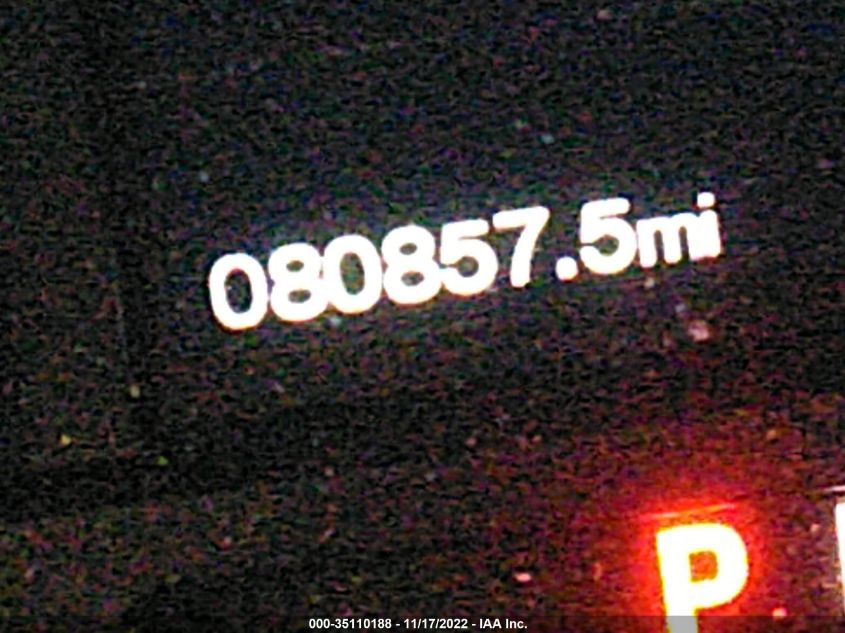 080857.5mi
P
000-35110188 - 11/17/2022 - IAA Inc.